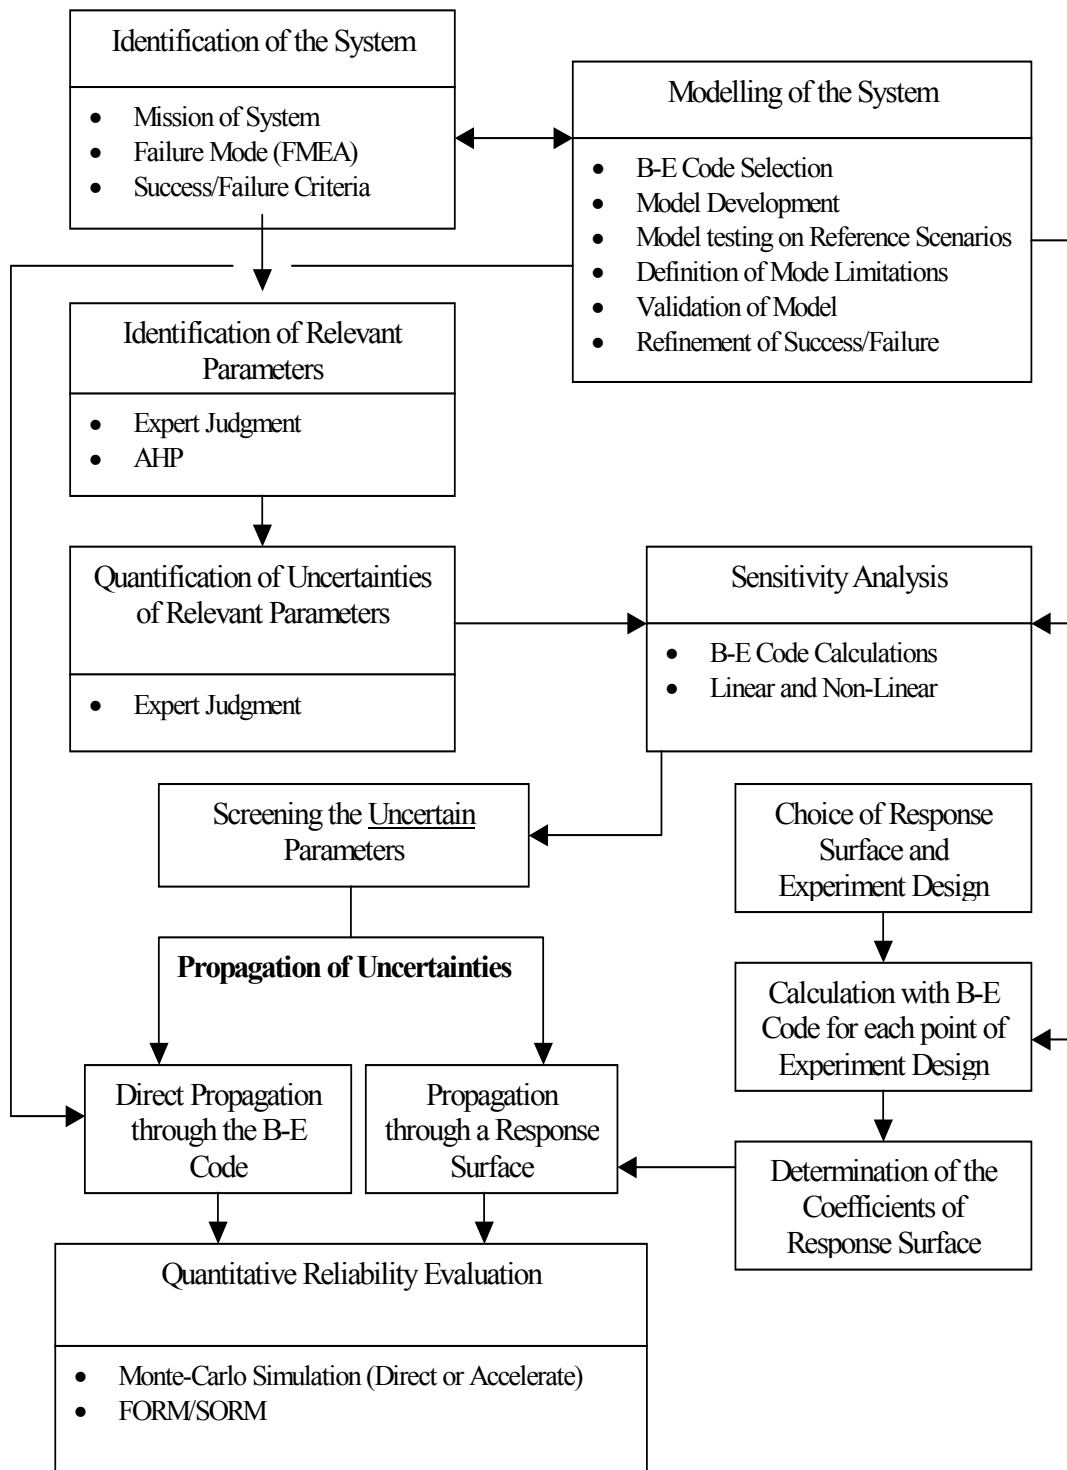 Identification of the System
• Mission of System
• Failure Mode (FMEA)
• Success/Failure Criteria
Modelling of the System
• B-E Code Selection
• Model Development
• Model testing on Reference Scenarios
• Definition of Mode Limitations
• Validation of Model
• Refinement of Success/Failure
Identification of Relevant
Parameters
• Expert Judgment
• AHP
Quantification of Uncertainties
of Relevant Parameters
• Expert Judgment
Sensitivity Analysis
• B-E Code Calculations
• Linear and Non-Linear
Screening the Uncertain
Parameters
Choice of Response
Surface and
Experiment Design
Propagation of Uncertainties
Calculation with B-E
Code for each point of
Experiment Design
Direct Propagation
through the B-E
Code
Propagation
through a Response
Surface
Determination of the
Coefficients of
Response Surface
Quantitative Reliability Evaluation
• Monte-Carlo Simulation (Direct or Accelerate)
• FORM/SORM